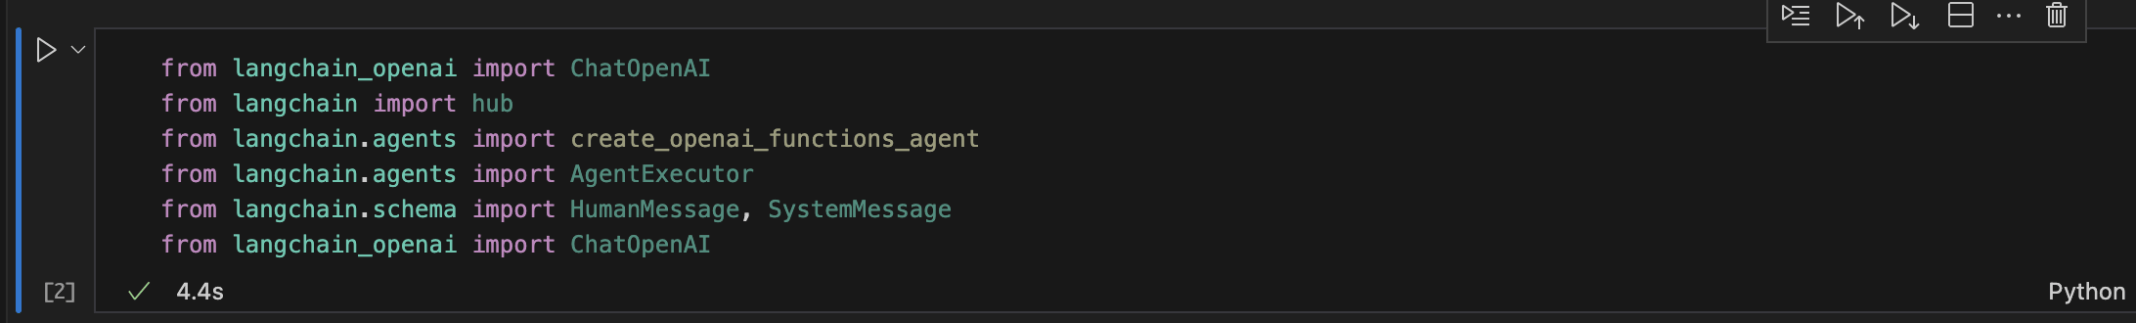 from langchain_openai import ChatOpenAI
from langchain import hub
from langchain.agents import create_openai_functions_agent
from langchain.agents import AgentExecutor
from langchain.schema import HumanMessage, SystemMessage
from langchain_openai import ChatOpenAI
[2] 4.4s Python